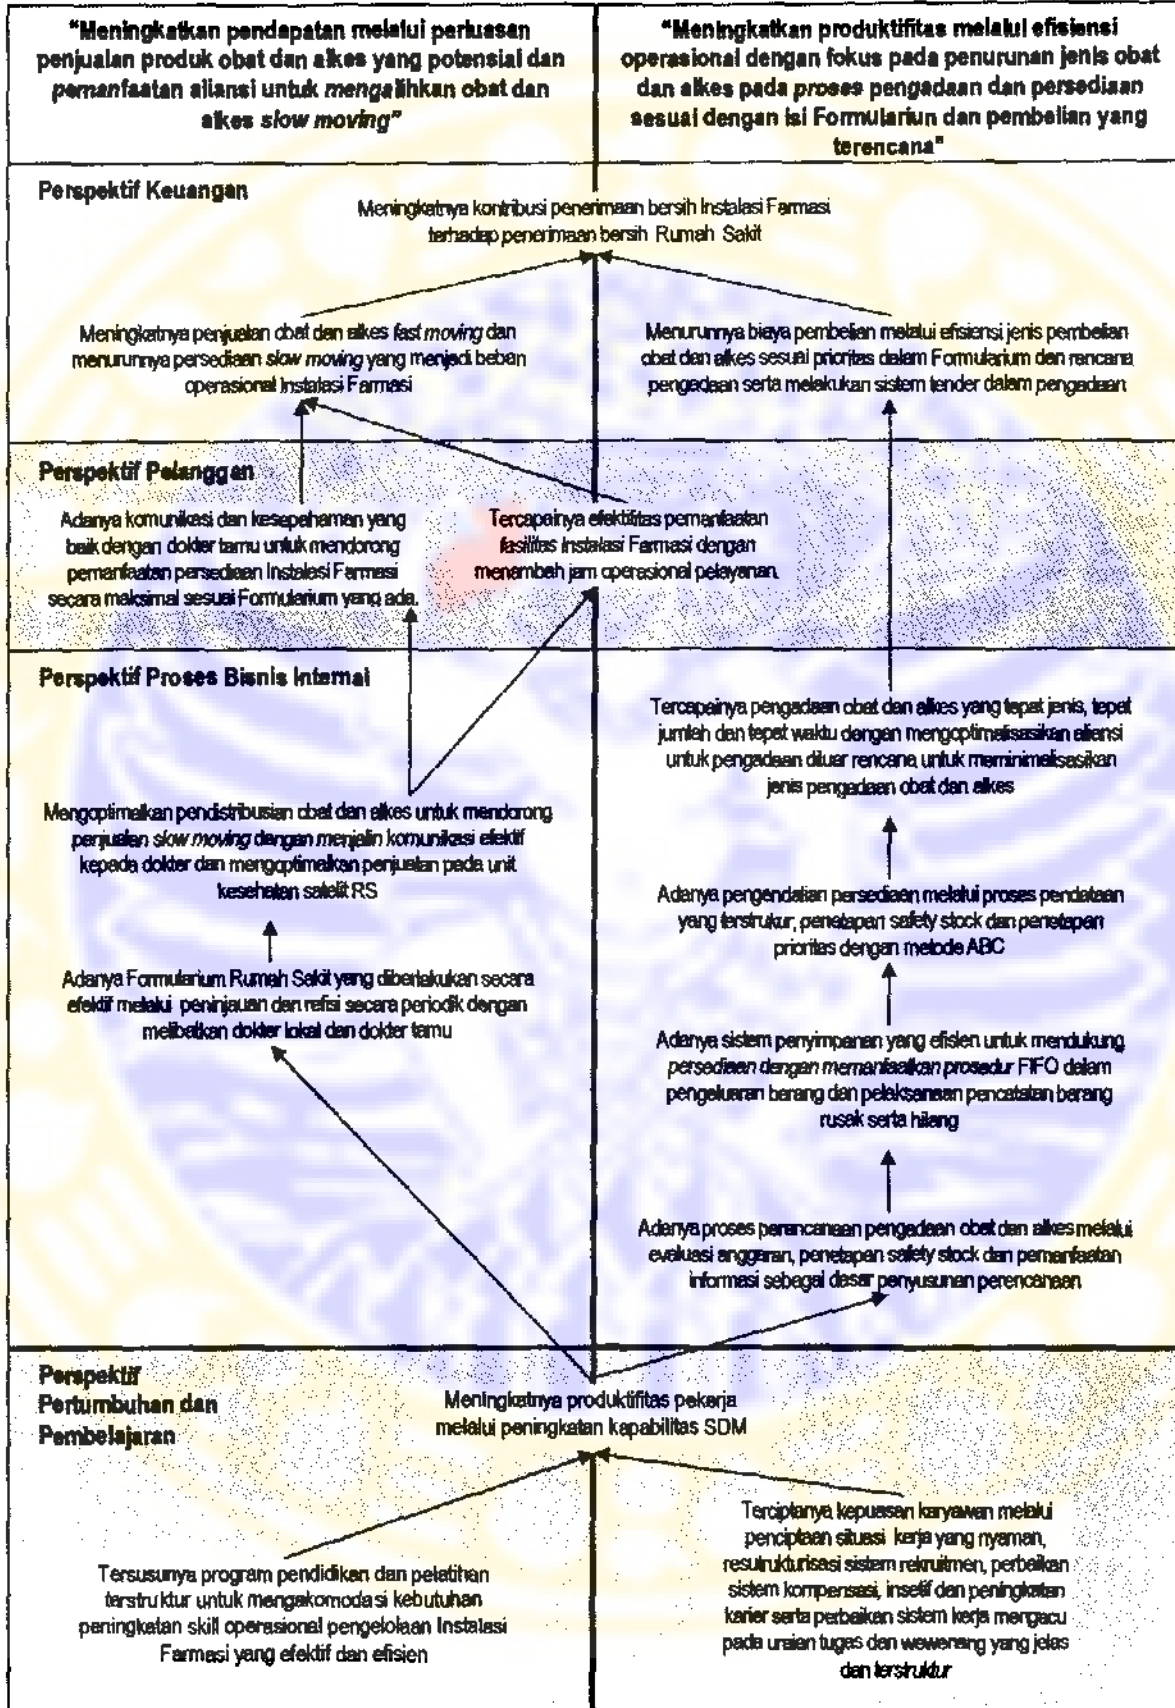 "Meningkatkan pendapatan melalui perluasan
penjualan produk obat dan alkes yang potensial dan
pemanfaatan aliansi untuk mengalihkan obat dan
alkes slow moving"
"Meningkatkan produktifitas melalui efisiensi
operasional dengan fokus pada penurunan jenis obat
dan alkes pada proses pengadaan dan persediaan
sesuai dengan isi Formulariun dan pembelian yang
terencana"
Perspektif Keuangan
Meningkatnya kontribusi penerimaan bersih Instalasi Farmasi
terhadap penerimaan bersih Rumah Sakit
Meningkatnya penjualan obat dan alkes fast moving dan
menurunnya persediaan slow moving yang menjadi beban
operasional Instalasi Farmasi
Menurunnya biaya pembelian melalui efisiensi jenis pembelian
obat dan alkes sesuai prioritas dalam Formularium dan rencana
pengadaan serta melakukan sistem tender dalam pengadaan
Perspektif Pelanggan
Adanya komunikasi dan kesepahaman yang
baik dengan dokter tamu untuk mendorong
pemanfaatan persediaan Instalasi Farmasi
secara maksimal sesuai Formularium yang ada.
Tercapainya efektifitas pemanfaatan
fasilitas Instalasi Farmasi dengan
menambah jam operasional pelayanan.
Perspektif Proses Bisnis Internal
Tercapainya pengadaan obat dan alkes yang tepat jenis, tepat
jumlah dan tepat waktu dengan mengoptimalisasikan aliansi
untuk pengadaan diluar rencana untuk meminimalisasikan
jenis pengadaan obat dan alkes
Mengoptimalkan pendistribusian obat dan alkes untuk mendorong
penjualan slow moving dengan menjalin komunikasi efektif
kepada dokter dan mengoptimalkan penjualan pada unit
kesehatan satelit RS
Adanya pengendalian persediaan melalui proses pendataan
yang terstrukur, penetapan safety stock dan penetapan
prioritas dengan metode ABC
Adanya Formularium Rumah Sakit yang diberlakukan secara
efektif melalui peninjauan dan refisi secara periodik dengan
melibatkan dokter lokal dan dokter tamu
Adanya sistem penyimpanan yang efisien untuk mendukung
persediaan dengan memanfaatkan prosedur FIFO dalam
pengeluaran barang dan pelaksanaan pencatatan barang
rusak serta hilang
Adanya proses perancanaan pengadaan obat dan alkes melalui
evaluasi anggaran, penetapan safety stock dan pemanfaatan
informasi sebagai dasar penyusunan perencanaan
Perspektif
Pertumbuhan dan
Pembelajaran
Meningkatnya produktifitas pekerja
melalui peningkatan kapabilitas SDM
Tersusunya program pendidikan dan pelatihan
terstruktur untuk mengakomodasi kebutuhan
peningkatan skill operasional pengelolaan Instalasi
Farmasi yang efektif dan efisien
Terciptanya kepuasan karyawan melalui
penciptaan situasi kerja yang nyaman,
resutrukturisasi sistem rekruitmen, perbaikan
sistem kompensasi, insetif dan peningkatan
karier serta perbaikan sistem kerja mengacu
pada uraian tugas dan wewenang yang jelas
dan terstruktur